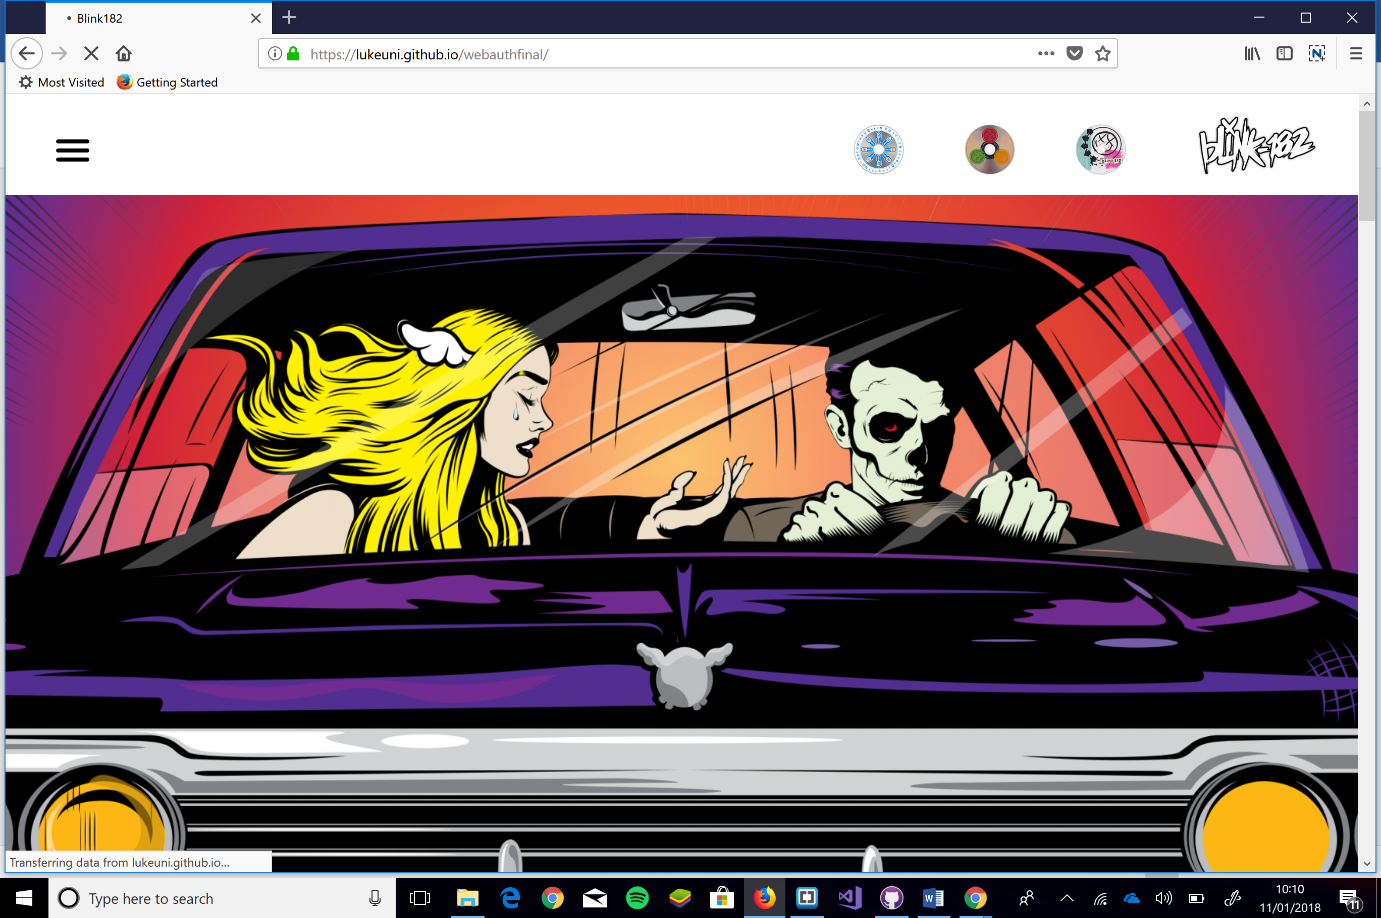 Blink182
https://lukeuni.github.io/webauthfinal/
Most Visited Getting Started
blink-182
Transferring data from lukeuni.github.io...
Type here to search
10:10
11/01/2018
11